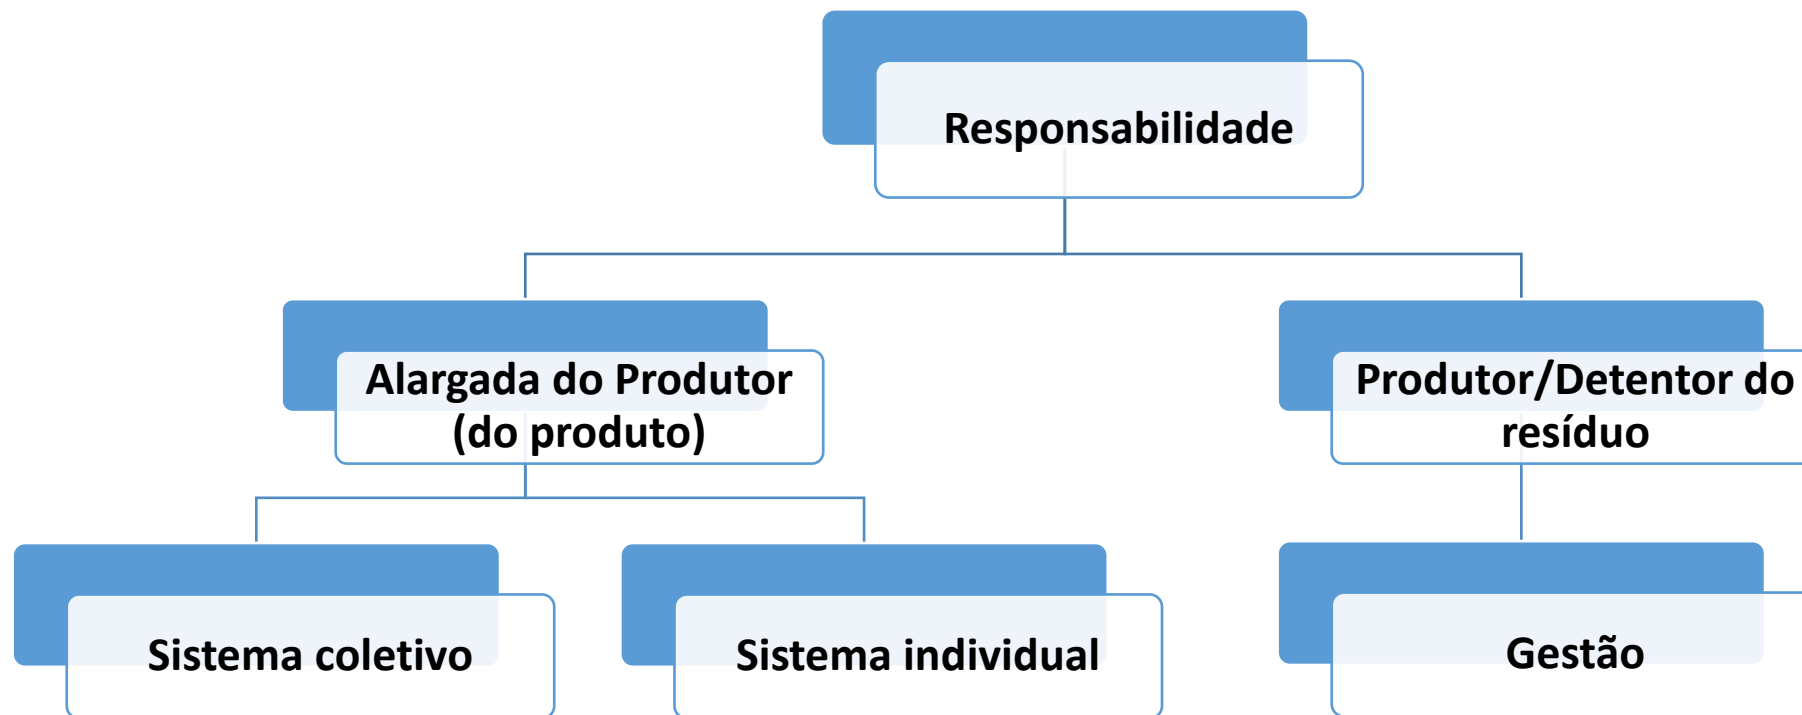 Responsabilidade
Alargada do Produtor
(do produto)
Produtor/Detentor do
resíduo
Sistema coletivo
Sistema individual
Gestão